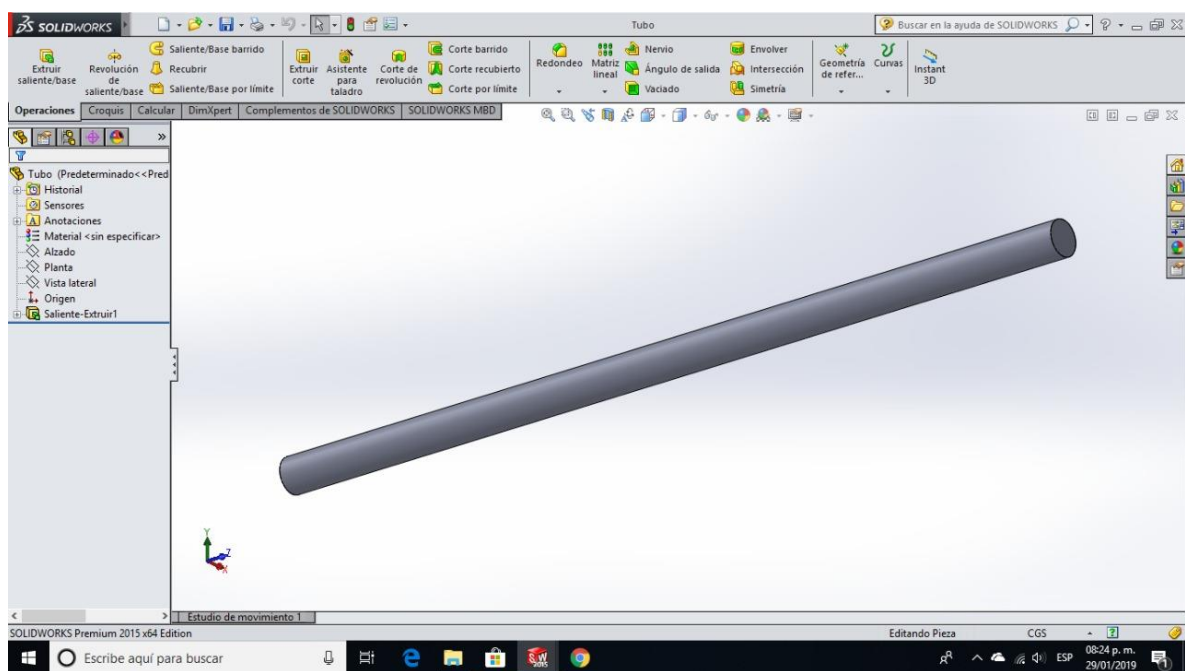 SOLIDWORKS
Tubo
Buscar en la ayuda de SOLIDWORKS
Extruir saliente/base
Revolución de saliente/base
Saliente/Base barrido
Recubrir
Saliente/Base por límite
Extruir corte
Asistente para taladro
Corte de revolución
Corte barrido
Corte recubierto
Corte por límite
Redondeo
Matriz lineal
Nervio
Ángulo de salida
Vaciado
Envolver
Intersección
Simetría
Geometría de refer...
Curvas
Instant 3D
Operaciones
Croquis
Calcular
DimXpert
Complementos de SOLIDWORKS
SOLIDWORKS MBD
Tubo (Predeterminado<<Pred
Historial
Sensores
Anotaciones
Material <sin especificar>
Alzado
Planta
Vista lateral
Origen
Saliente-Extruir1
Y
Z
X
Estudio de movimiento 1
SOLIDWORKS Premium 2015 x64 Edition
Editando Pieza
CGS
Escribe aquí para buscar
ESP
08:24 p. m.
29/01/2019